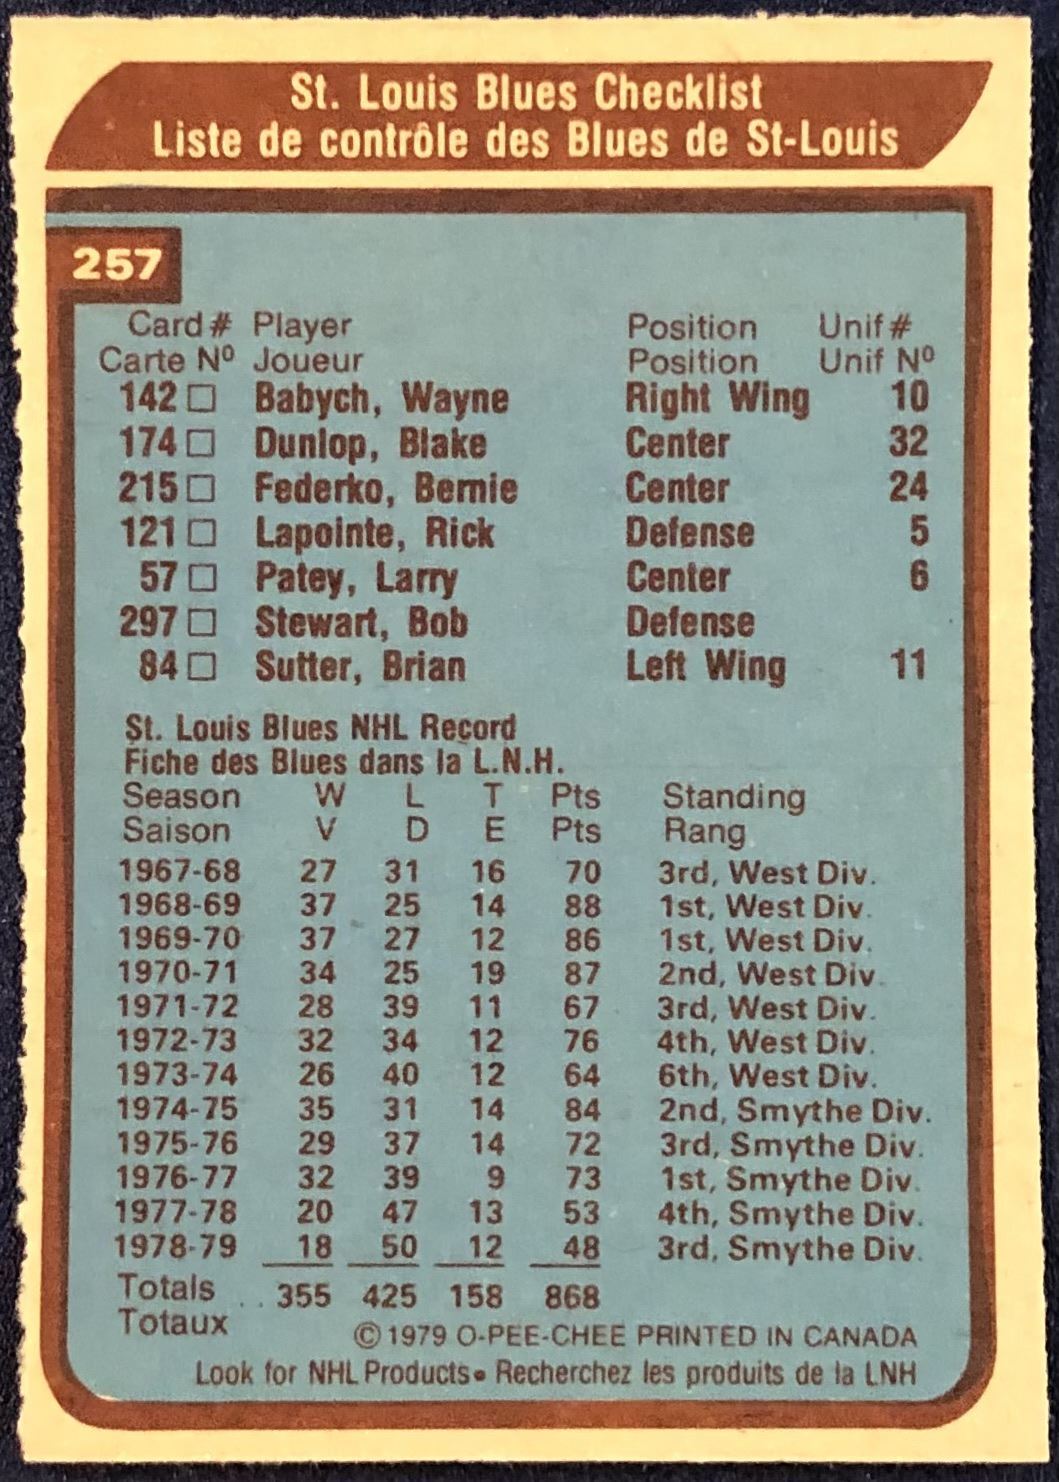 St. Louis Blues Checklist
Liste de contrôle des Blues de St-Louis
257
Card # Player Position Unif #
Carte Nº Joueur Position Unif Nº
142 □ Babych, Wayne Right Wing 10
174 □ Dunlop, Blake Center 32
215 □ Federko, Bernie Center 24
121 □ Lapointe, Rick Defense 5
57 □ Patey, Larry Center 6
297 □ Stewart, Bob Defense
84 □ Sutter, Brian Left Wing 11
St. Louis Blues NHL Record
Fiche des Blues dans la L.N.H.
Season W L T Pts Standing
Saison V D E Pts Rang
1967-68 27 31 16 70 3rd, West Div.
1968-69 37 25 14 88 1st, West Div.
1969-70 37 27 12 86 1st, West Div.
1970-71 34 25 19 87 2nd, West Div.
1971-72 28 39 11 67 3rd, West Div.
1972-73 32 34 12 76 4th, West Div.
1973-74 26 40 12 64 6th, West Div.
1974-75 35 31 14 84 2nd, Smythe Div.
1975-76 29 37 14 72 3rd, Smythe Div.
1976-77 32 39 9 73 1st, Smythe Div.
1977-78 20 47 13 53 4th, Smythe Div.
1978-79 18 50 12 48 3rd, Smythe Div.
Totals .. 355 425 158 868
Totaux
© 1979 O-PEE-CHEE PRINTED IN CANADA
Look for NHL Products • Recherchez les produits de la LNH